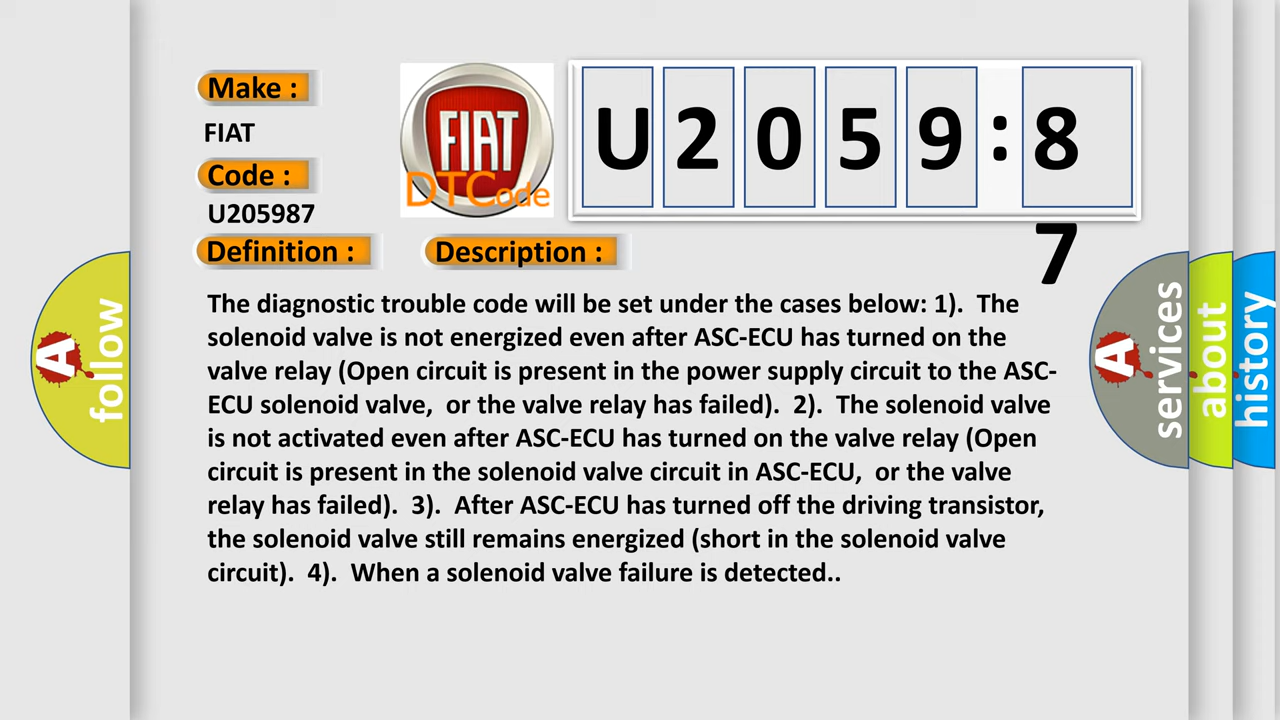 Make :
FIAT
Code :
U205987
Definition :
Description :
FIAT
DTCode
U2059:8
7
The diagnostic trouble code will be set under the cases below: 1). The
solenoid valve is not energized even after ASC-ECU has turned on the
valve relay (Open circuit is present in the power supply circuit to the ASC-
ECU solenoid valve, or the valve relay has failed). 2). The solenoid valve
is not activated even after ASC-ECU has turned on the valve relay (Open
circuit is present in the solenoid valve circuit in ASC-ECU, or the valve
relay has failed). 3). After ASC-ECU has turned off the driving transistor,
the solenoid valve still remains energized (short in the solenoid valve
circuit). 4). When a solenoid valve failure is detected..
A follow
A services
about
history